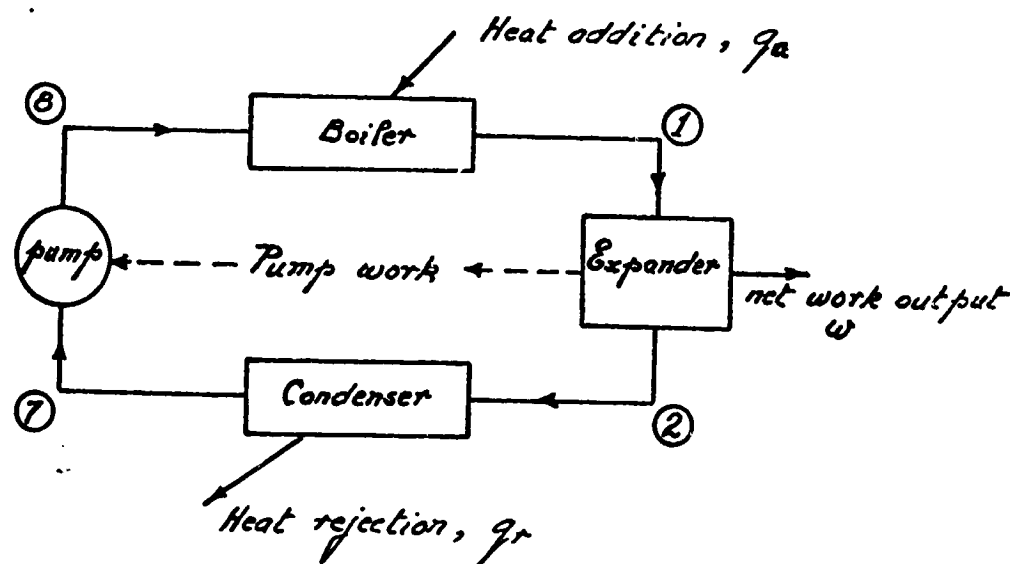 Heat addition, qa
8
Boiler
1
pump
Pump work
Expander
net work output
w
Condenser
7
2
Heat rejection, qr